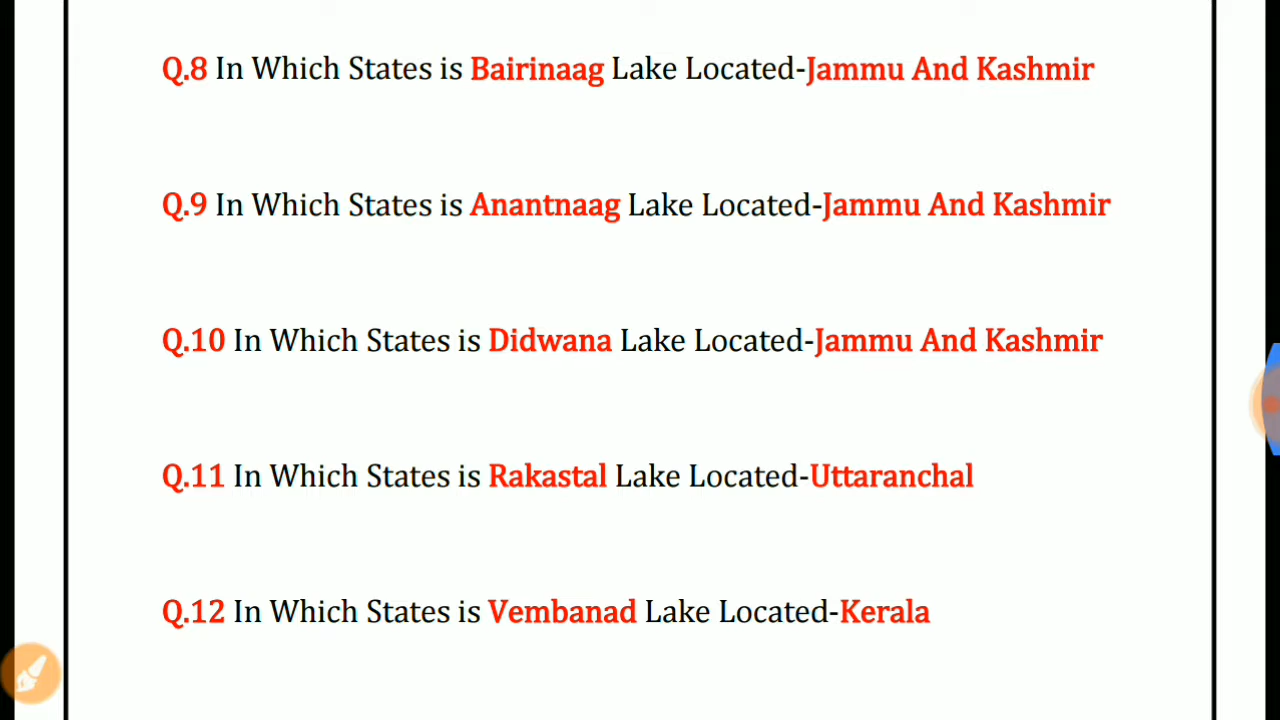 Q.8 In Which States is Bairinaag Lake Located-Jammu And Kashmir
Q.9 In Which States is Anantnaag Lake Located-Jammu And Kashmir
Q.10 In Which States is Didwana Lake Located-Jammu And Kashmir
Q.11 In Which States is Rakastal Lake Located-Uttaranchal
Q.12 In Which States is Vembanad Lake Located-Kerala